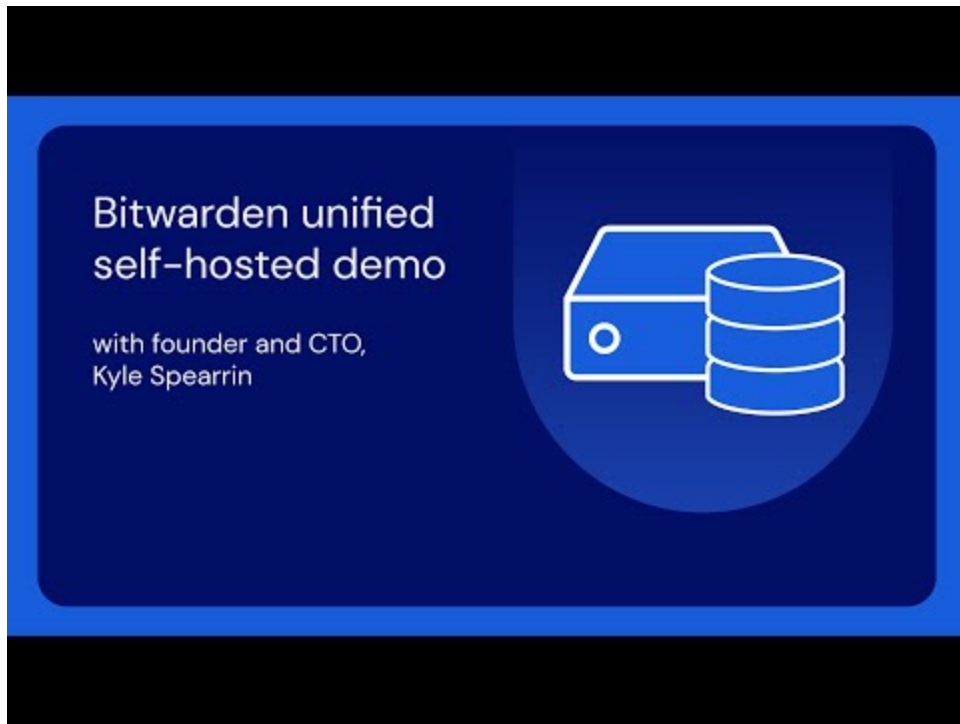 Bitwarden unified
self-hosted demo
with founder and CTO,
Kyle Spearrin